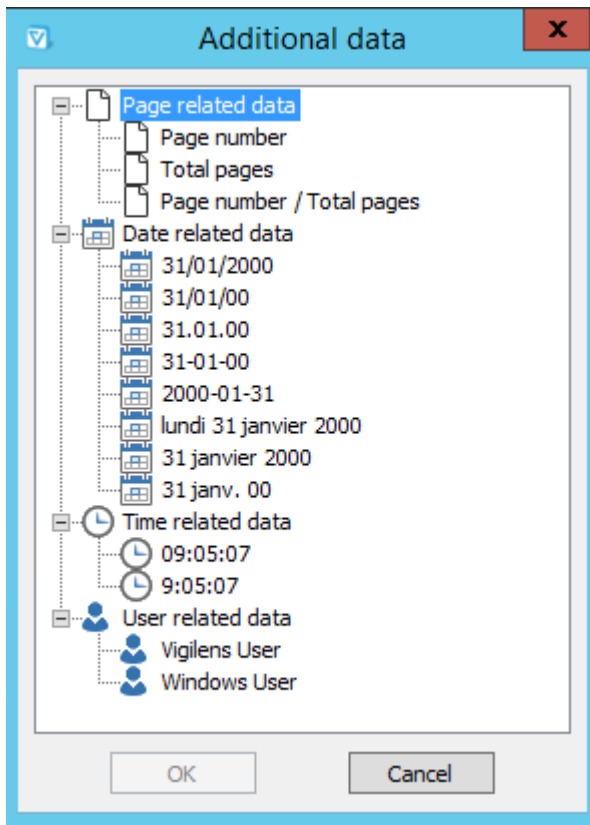 Additional data
x
Page related data
Page number
Total pages
Page number / Total pages
Date related data
31/01/2000
31/01/00
31.01.00
31-01-00
2000-01-31
lundi 31 janvier 2000
31 janvier 2000
31 janv. 00
Time related data
09:05:07
9:05:07
User related data
Vigilens User
Windows User
OK
Cancel